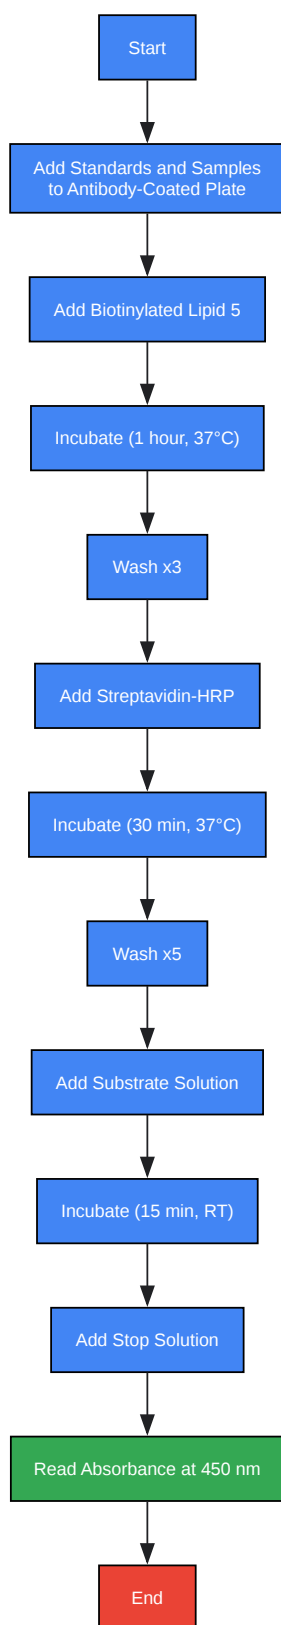 Start
Add Standards and Samples
to Antibody-Coated Plate
Add Biotinylated Lipid 5
Incubate (1 hour, 37°C)
Wash x3
Add Streptavidin-HRP
Incubate (30 min, 37°C)
Wash x5
Add Substrate Solution
Incubate (15 min, RT)
Add Stop Solution
Read Absorbance at 450 nm
End